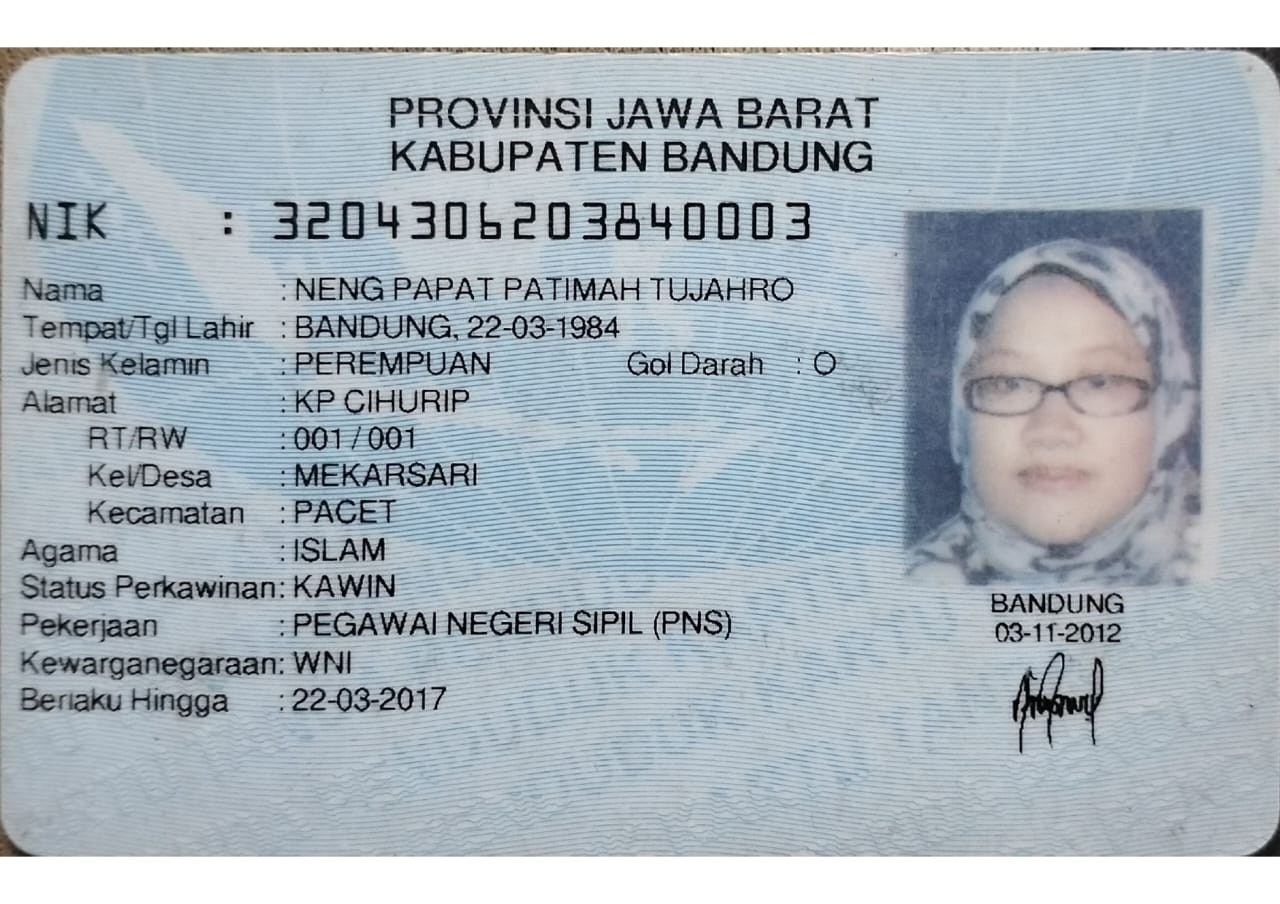 PROVINSI JAWA BARAT
KABUPATEN BANDUNG
NIK : 3204306203840003
Nama : NENG PAPAT PATIMAH TUJAHRO
Tempat/Tgl Lahir : BANDUNG, 22-03-1984
Jenis Kelamin : PEREMPUAN Gol Darah : O
Alamat : KP CIHURIP
RT/RW : 001 / 001
Kel/Desa : MEKARSARI
Kecamatan : PACET
Agama : ISLAM
Status Perkawinan: KAWIN
Pekerjaan : PEGAWAI NEGERI SIPIL (PNS)
Kewarganegaraan: WNI
Berlaku Hingga : 22-03-2017
BANDUNG
03-11-2012